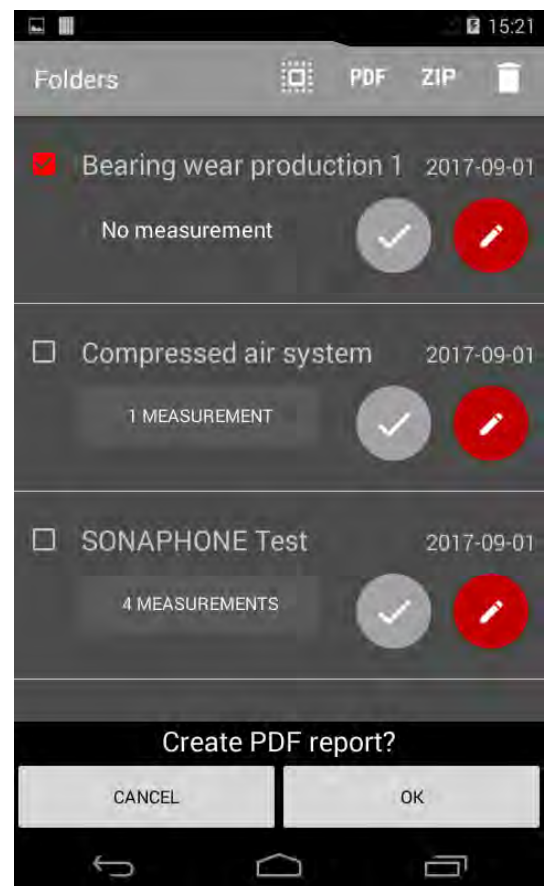 15:21
Folders PDF ZIP
Bearing wear production 1 2017-09-01
No measurement
Compressed air system 2017-09-01
1 MEASUREMENT
SONAPHONE Test 2017-09-01
4 MEASUREMENTS
Create PDF report?
CANCEL OK